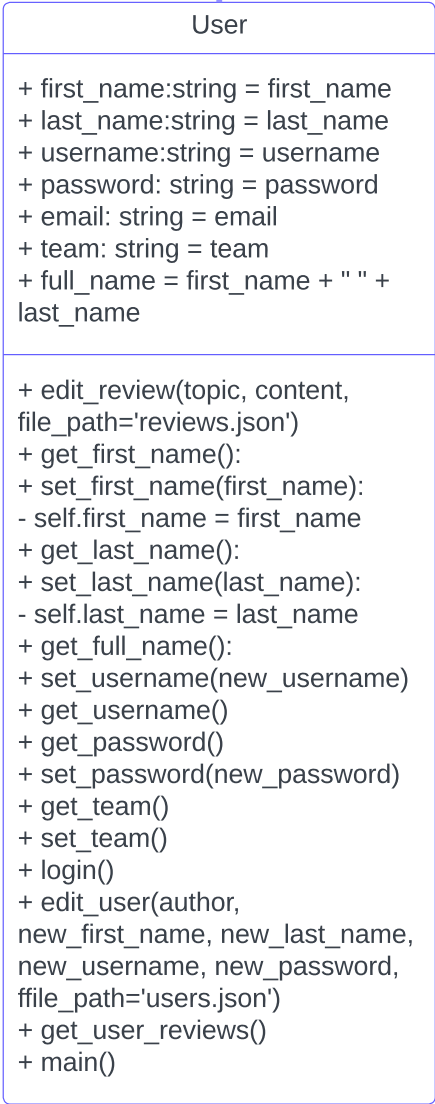 User
+ first_name:string = first_name
+ last_name:string = last_name
+ username:string = username
+ password: string = password
+ email: string = email
+ team: string = team
+ full_name = first_name + " " +
last_name
+ edit_review(topic, content,
file_path='reviews.json')
+ get_first_name():
+ set_first_name(first_name):
- self.first_name = first_name
+ get_last_name():
+ set_last_name(last_name):
- self.last_name = last_name
+ get_full_name():
+ set_username(new_username)
+ get_username()
+ get_password()
+ set_password(new_password)
+ get_team()
+ set_team()
+ login()
+ edit_user(author,
new_first_name, new_last_name,
new_username, new_password,
ffile_path='users.json')
+ get_user_reviews()
+ main()